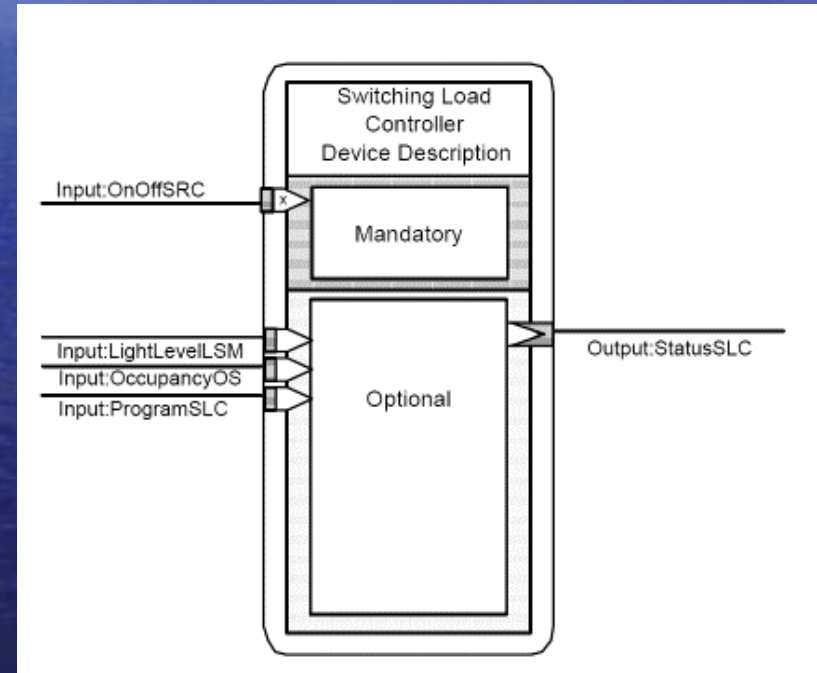 Switching Load
Controller
Device Description
Input:OnOffSRC
x
Mandatory
Input:LightLevelLSM
Input:OccupancyOS
Input:ProgramSLC
Optional
Output:StatusSLC